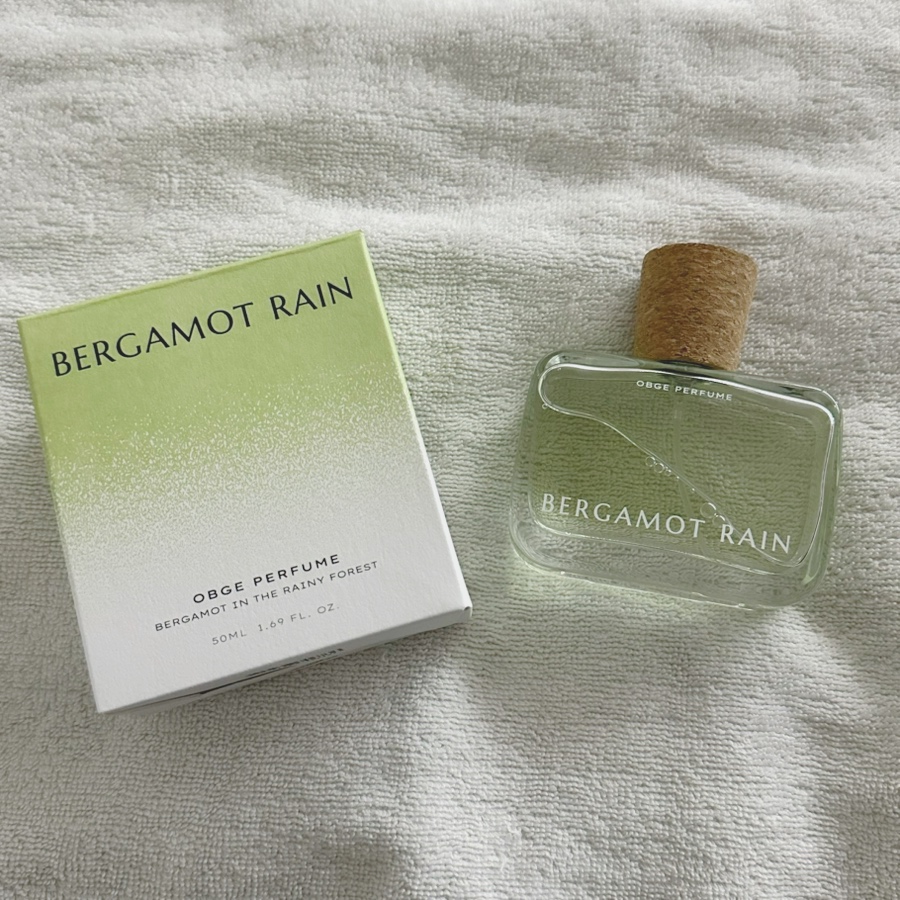 BERGAMOT RAIN
OBGE PERFUME
BERGAMOT IN THE RAINY FOREST
50ML 1.69 FL. OZ.
OBGE PERFUME
BERGAMOT RAIN